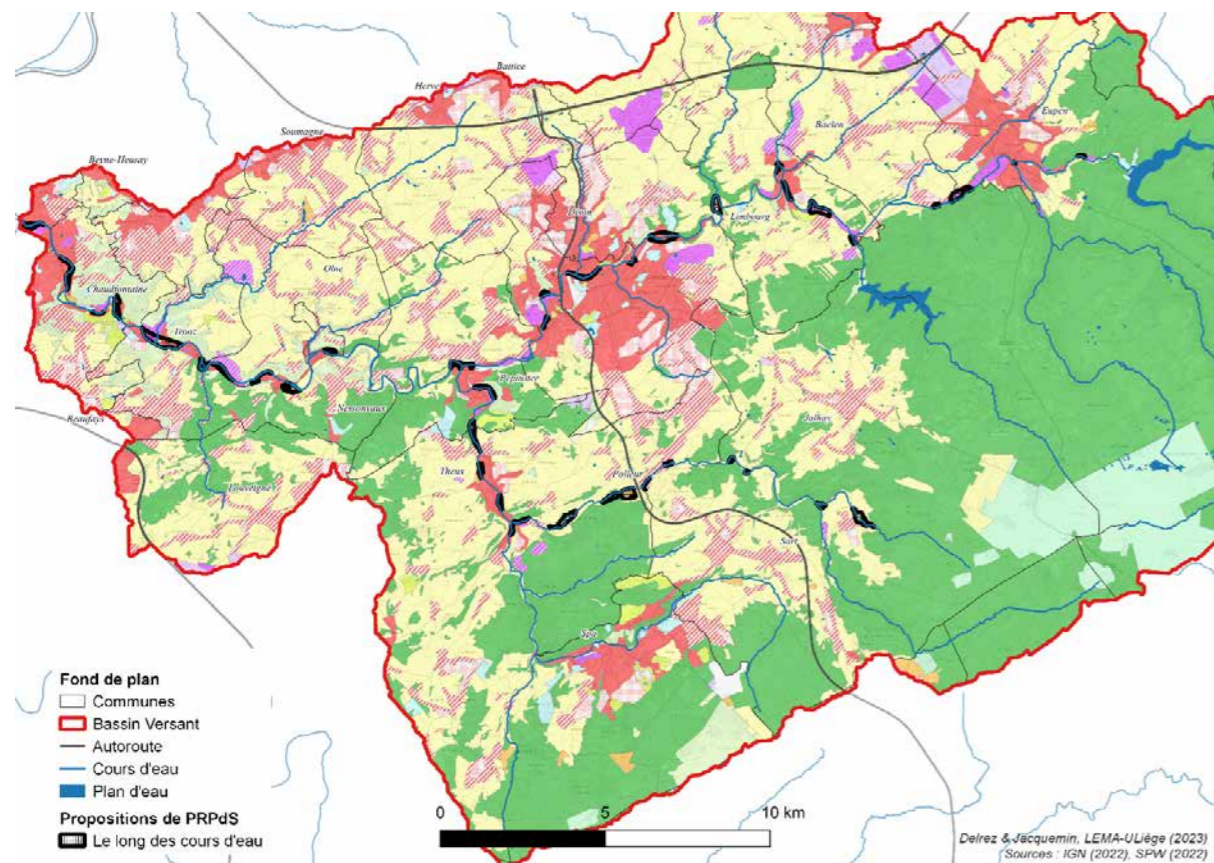 Battice
Herve
Soumagne
Eupen
Baelen
Beyne-Heusay
Dison
Limbourg
Olne
Chaudfontaine
Trooz
Pepinster
Nessonvaux
Beaufays
Jalhay
Theux
Polleur
Louveigné
Sart
Spa
Fond de plan
Communes
Bassin Versant
Autoroute
Cours d'eau
Plan d'eau
Propositions de PRPdS
Le long des cours d'eau
0 5 10 km
Delrez & Jacquemin, LEMA-ULiège (2023)
Sources : IGN (2022), SPW (2022)